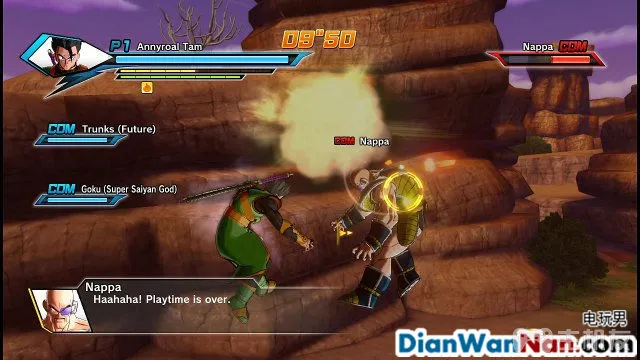 P1 Annyroal Tam
09"50
Nappa COM
COM Nappa
COM Trunks (Future)
COM Goku (Super Saiyan God)
Nappa
Haahaha! Playtime is over.
电玩男
DianWanNan.com